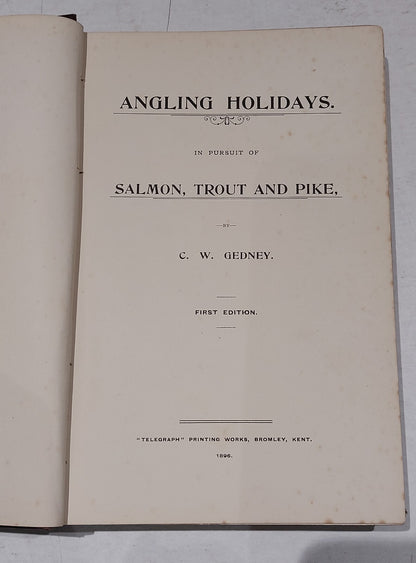 ANGLING HOLIDAYS.
IN PURSUIT OF
SALMON, TROUT AND PIKE,
—BY—
C. W. GEDNEY.
FIRST EDITION.
"TELEGRAPH" PRINTING WORKS, BROMLEY, KENT.
1896.